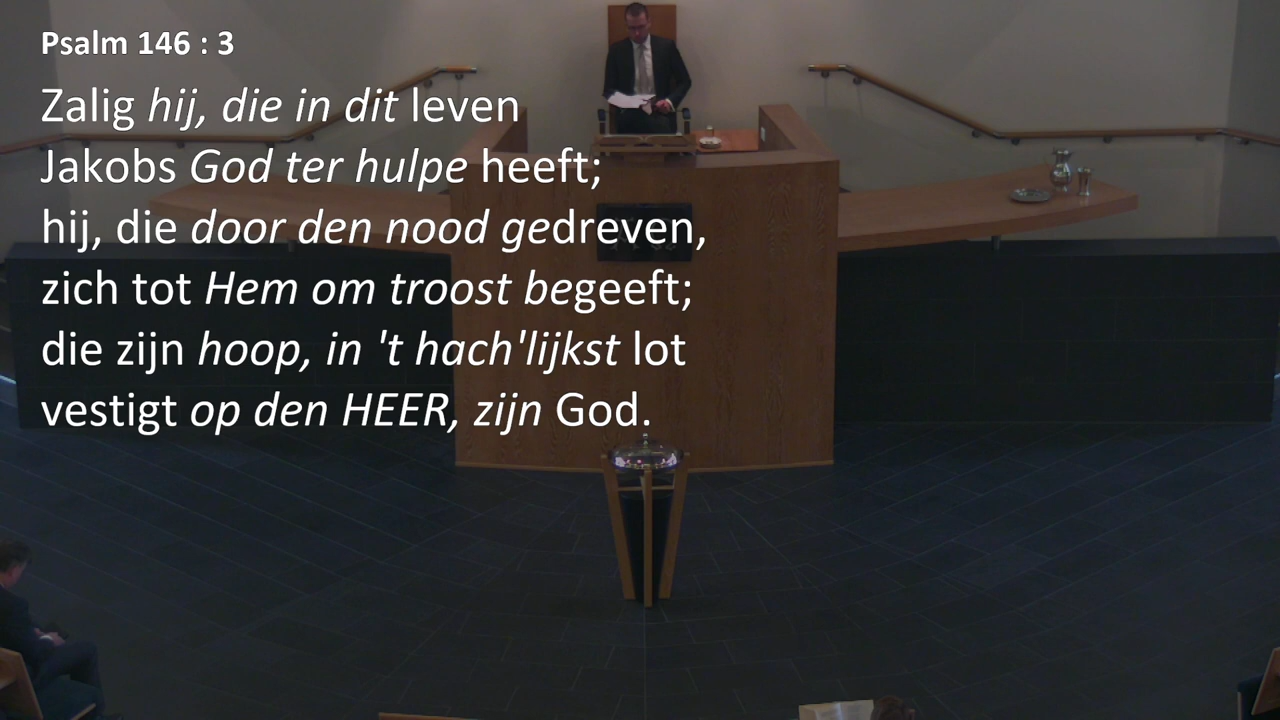 Psalm 146 : 3
Zalig hij, die in dit leven
Jakobs God ter hulpe heeft;
hij, die door den nood gedreven,
zich tot Hem om troost begeeft;
die zijn hoop, in 't hach'lijkst lot
vestigt op den HEER, zijn God.